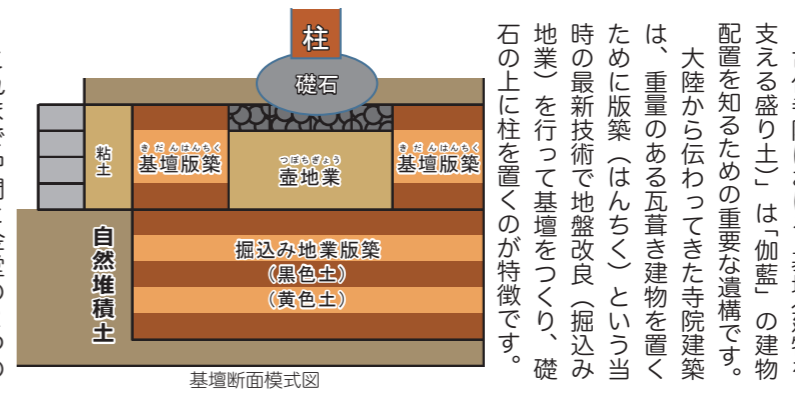 支える盛り土）」は「伽藍」の建物
配置を知るための重要な遺構です。
　大陸から伝わってきた寺院建築
は、重量のある瓦葺き建物を置く
ために版築（はんちく）という当
時の最新技術で地盤改良（掘込み
地業）を行って基壇をつくり、礎
石の上に柱を置くのが特徴です。
柱
礎石
粘土
きだんはんちく
基壇版築
つぼちぎょう
壺地業
きだんはんちく
基壇版築
自然堆積土
掘込み地業版築
（黒色土）
（黄色土）
基壇断面模式図